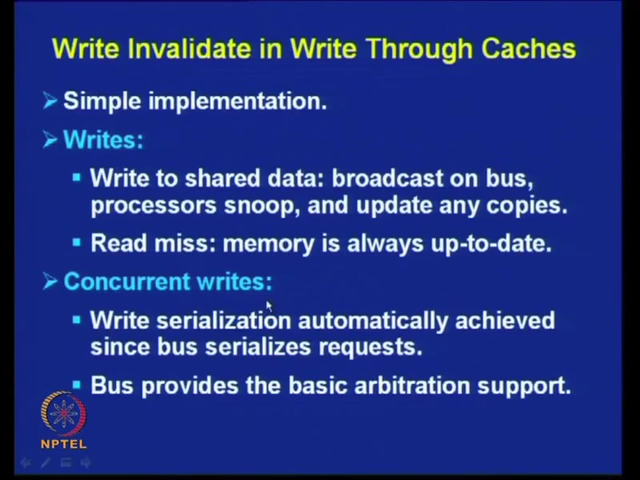 Write Invalidate in Write Through Caches
Simple implementation.
Writes:
Write to shared data: broadcast on bus,
processors snoop, and update any copies.
Read miss: memory is always up-to-date.
Concurrent writes:
Write serialization automatically achieved
since bus serializes requests.
Bus provides the basic arbitration support.
NPTEL